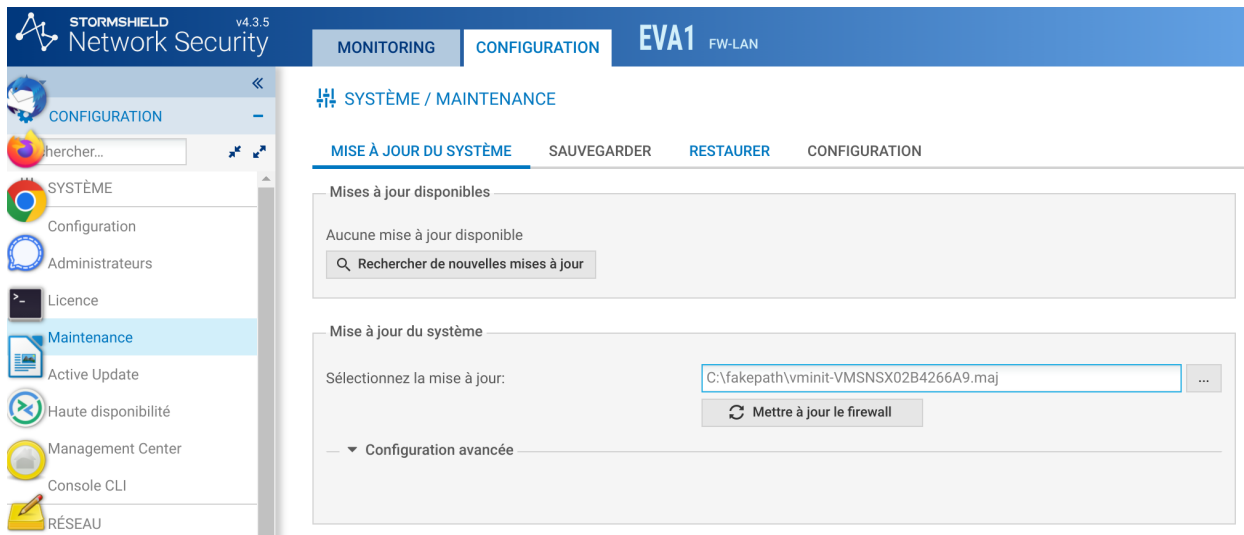 STORMSHIELD v4.3.5
Network Security
MONITORING CONFIGURATION EVA1 FW-LAN
CONFIGURATION
hercher...
SYSTÈME
Configuration
Administrateurs
Licence
Maintenance
Active Update
Haute disponibilité
Management Center
Console CLI
RÉSEAU
SYSTÈME / MAINTENANCE
MISE À JOUR DU SYSTÈME SAUVEGARDER RESTAURER CONFIGURATION
Mises à jour disponibles
Aucune mise à jour disponible
Rechercher de nouvelles mises à jour
Mise à jour du système
Sélectionnez la mise à jour: C:\fakepath\vminit-VMSNSX02B4266A9.maj ...
Mettre à jour le firewall
Configuration avancée